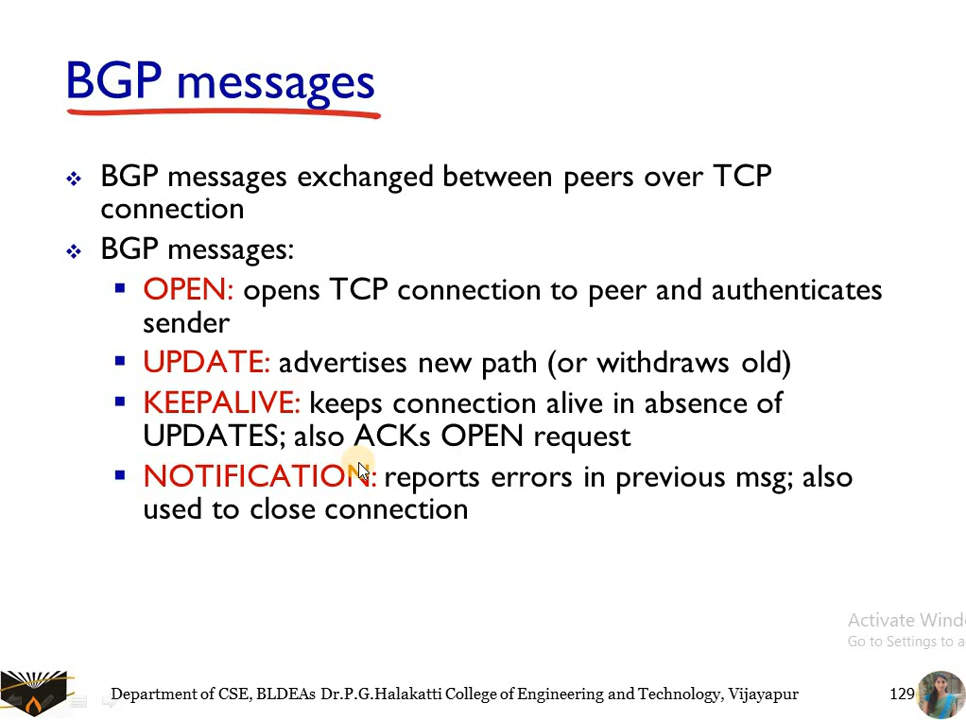 BGP messages
BGP messages exchanged between peers over TCP
connection
BGP messages:
OPEN: opens TCP connection to peer and authenticates
sender
UPDATE: advertises new path (or withdraws old)
KEEPALIVE: keeps connection alive in absence of
UPDATES; also ACKs OPEN request
NOTIFICATION: reports errors in previous msg; also
used to close connection
Activate Wind
Go to Settings to a
Department of CSE, BLDEAs Dr.P.G.Halakatti College of Engineering and Technology, Vijayapur
129